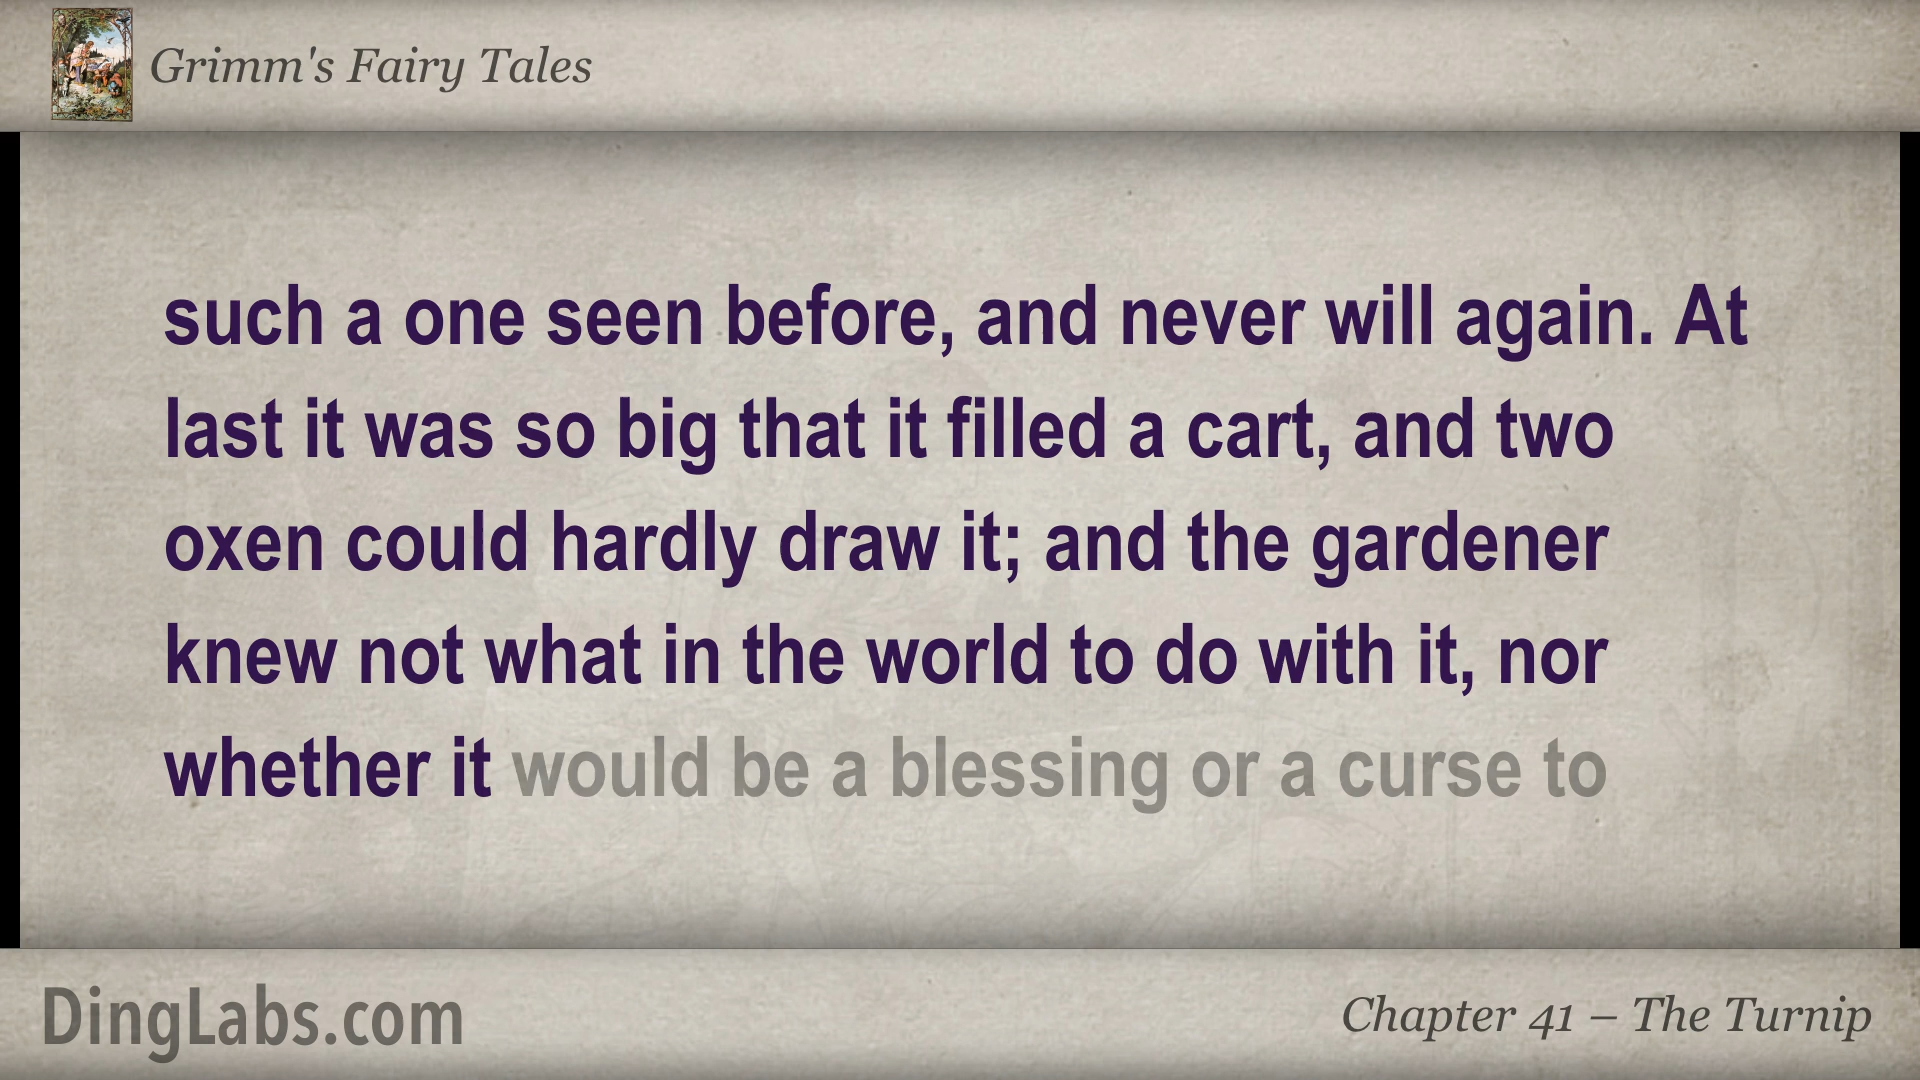 Grimm's Fairy Tales
such a one seen before, and never will again. At
last it was so big that it filled a cart, and two
oxen could hardly draw it; and the gardener
knew not what in the world to do with it, nor
whether it would be a blessing or a curse to
DingLabs.com
Chapter 41 – The Turnip